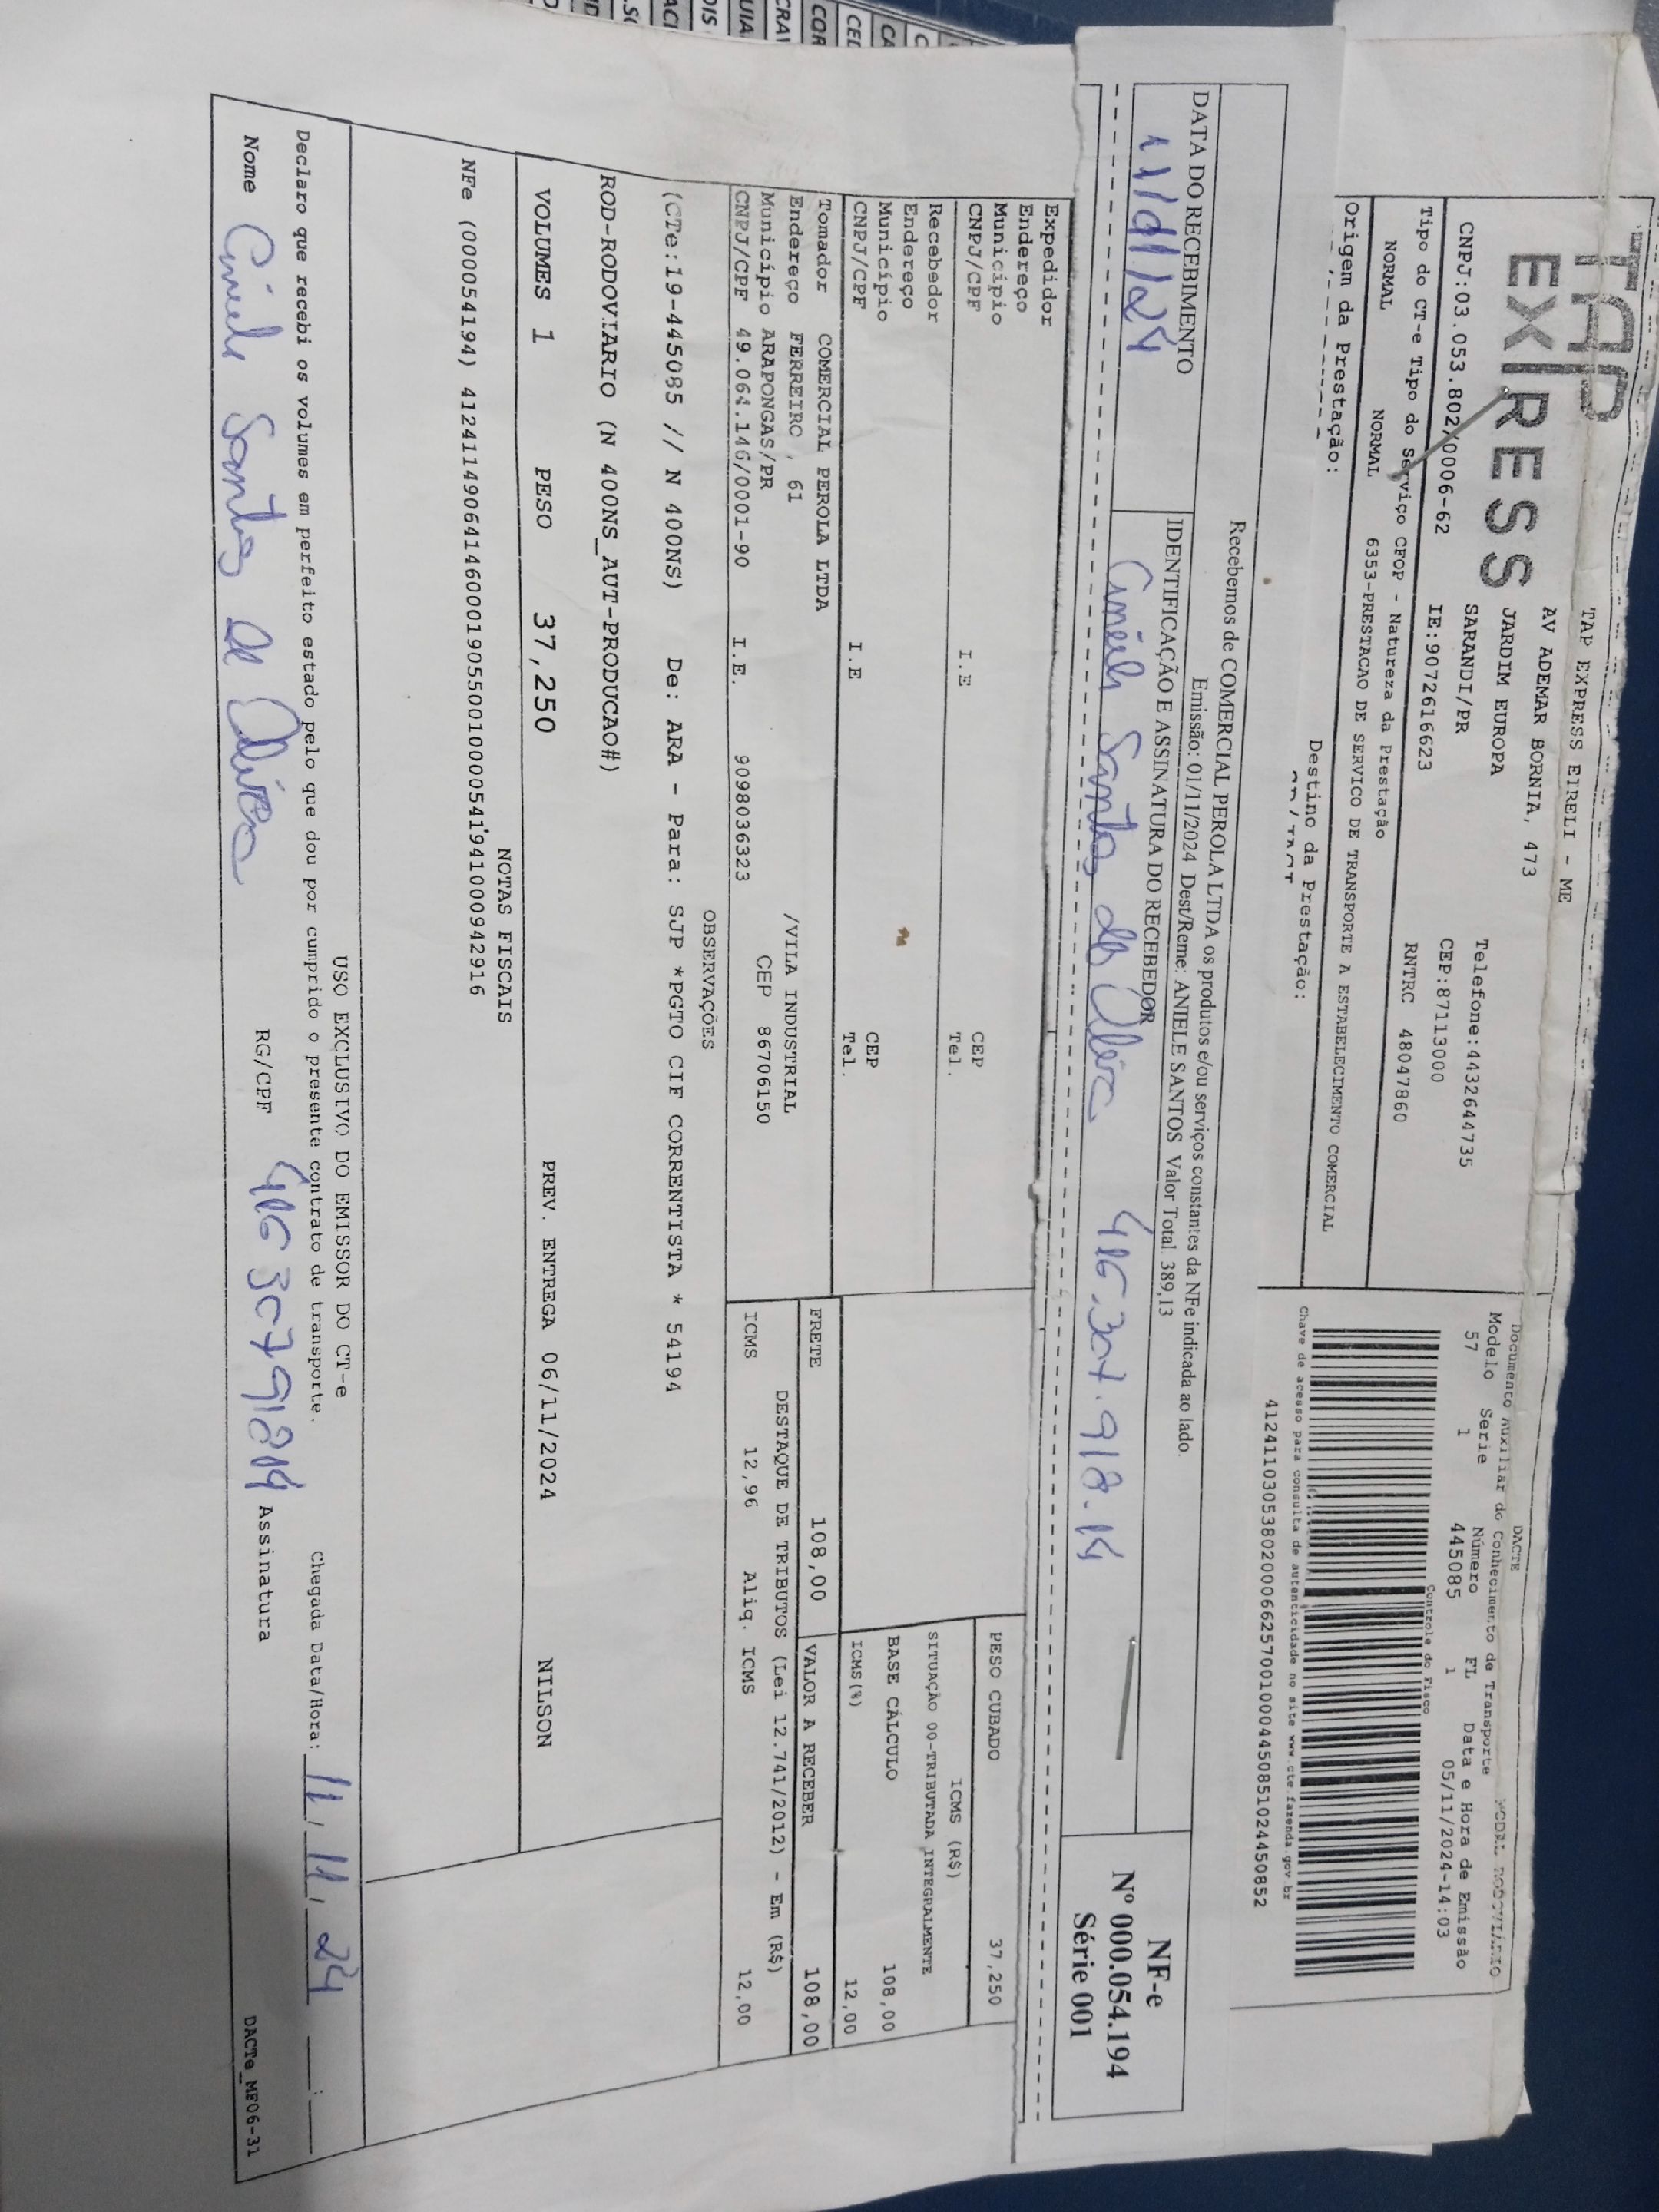 TAP
EXPRESS
TAP EXPRESS EIRELI - ME
AV ADEMAR BORNIA, 473
JARDIM EUROPA
SARANDI/PR
Telefone:4432644735
CEP:87113000
CNPJ:03.053.802/0006-62
IE:9072616623
RNTRC 48047860
DACTE
Documento Auxiliar do Conhecimento de Transporte
MODAL RODOVIÁRIO
Modelo Serie Número FL Data e Hora de Emissão
57 1 445085 1 05/11/2024-14:03
Controle do Fisco
Chave de acesso para consulta de autenticidade no site www.cte.fazenda.gov.br
41241103053802000662570010004450851024450852
Tipo do CT-e Tipo do Serviço CFOP - Natureza da Prestação
NORMAL NORMAL 6353-PRESTACAO DE SERVICO DE TRANSPORTE A ESTABELECIMENTO COMERCIAL
Origem da Prestação: Destino da Prestação:
Recebemos de COMERCIAL PEROLA LTDA os produtos e/ou serviços constantes da NFe indicada ao lado.
Emissão: 01/11/2024 Dest/Reme: ANIELE SANTOS Valor Total. 389,13
DATA DO RECEBIMENTO
11/11/24
IDENTIFICAÇÃO E ASSINATURA DO RECEBEDOR
Santos de 416.307.918.14
NF-e
Nº 000.054.194
Série 001
Expedidor
Endereço
Município CEP
CNPJ/CPF I.E Tel.
Recebedor
Endereço
Município CEP
CNPJ/CPF I.E Tel.
PESO CUBADO 37,250
ICMS (R$)
SITUAÇÃO 00-TRIBUTADA INTEGRALMENTE
BASE CÁLCULO 108,00
ICMS(%) 12,00
Tomador COMERCIAL PEROLA LTDA
Endereço FERREIRO , 61 /VILA INDUSTRIAL
Município ARAPONGAS/PR CEP 86706150
CNPJ/CPF 49.064.146/0001-90 I.E. 9098036323
FRETE 108,00 VALOR A RECEBER 108,00
DESTAQUE DE TRIBUTOS (Lei 12.741/2012) - Em (R$)
ICMS 12,96 Aliq. ICMS 12,00
OBSERVAÇÕES
(CTe:19-445085 // N 400NS) De: ARA - Para: SJP *PGTO CIF CORRENTISTA * 54194
ROD-RODOVIARIO (N 400NS_AUT-PRODUCAO#)
VOLUMES 1 PESO 37,250 PREV. ENTREGA 06/11/2024 NILSON
NOTAS FISCAIS
NFe (000054194) 41241149064146000190550010000541941000942916
USO EXCLUSIVO DO EMISSOR DO CT-e
Declaro que recebi os volumes em perfeito estado pelo que dou por cumprido o presente contrato de transporte. Chegada Data/Hora: 11/11/24 __:__
Nome Santos de RG/CPF 41630791814 Assinatura
DACTe_MF06-31